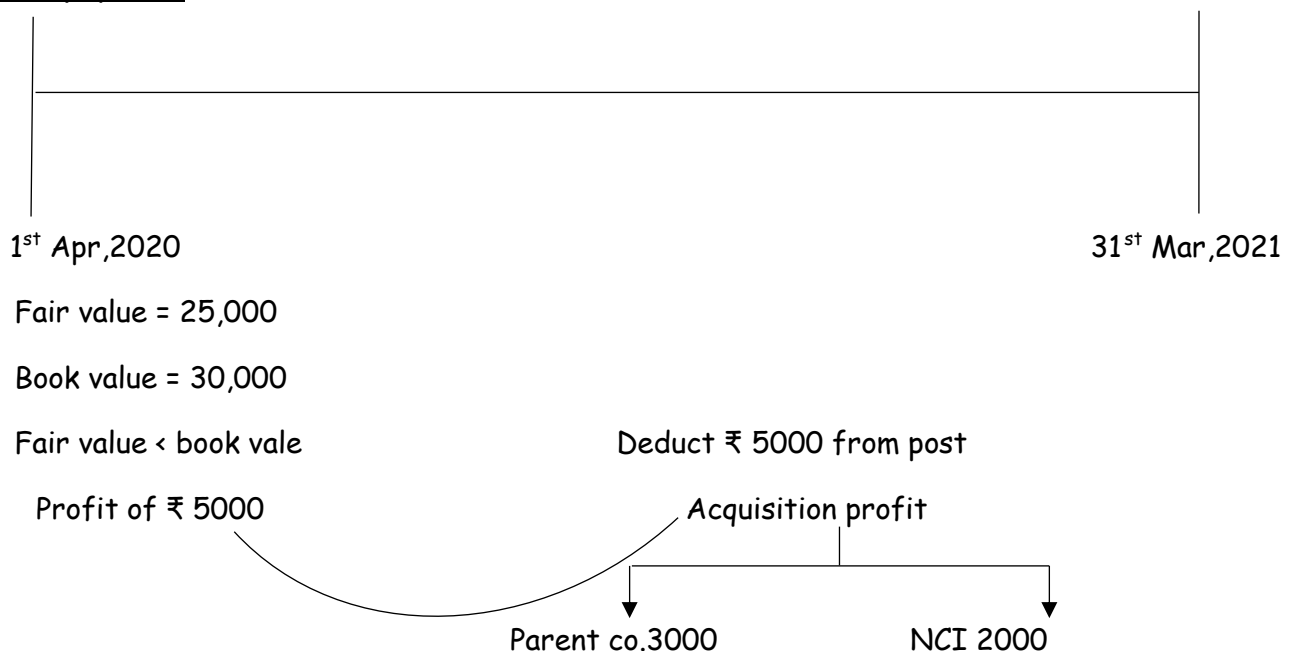 1st Apr,2020
31st Mar,2021
Fair value = 25,000
Book value = 30,000
Fair value < book vale
Deduct ₹ 5000 from post
Profit of ₹ 5000
Acquisition profit
Parent co.3000
NCI 2000